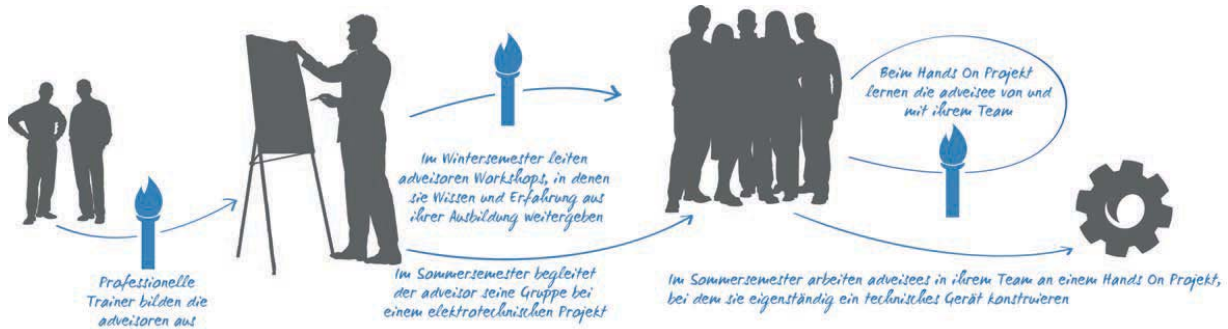 Professionelle
Trainer bilden die
adveisoren aus
Im Wintersemester leiten
adveisoren Workshops, in denen
sie Wissen und Erfahrung aus
ihrer Ausbildung weitergeben
Im Sommersemester begleitet
der adveisor seine Gruppe bei
einem elektrotechnischen Projekt
Beim Hands On Projekt
lernen die adveisee von und
mit ihrem Team
Im Sommersemester arbeiten adveisees in ihrem Team an einem Hands On Projekt,
bei dem sie eigenständig ein technisches Gerät konstruieren